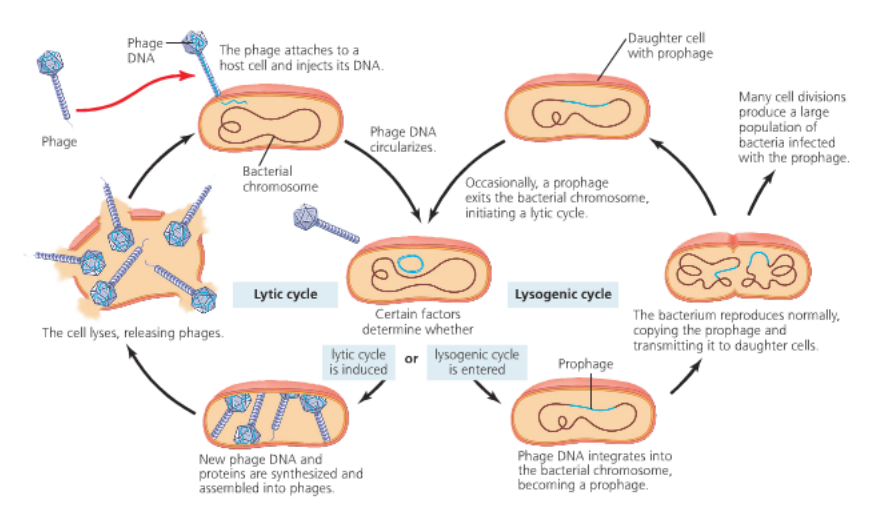 Phage
DNA
The phage attaches to a
host cell and injects its DNA.
Daughter cell
with prophage
Many cell divisions
produce a large
population of
bacteria infected
with the prophage.
Phage
Phage DNA
circularizes.
Bacterial
chromosome
Occasionally, a prophage
exits the bacterial chromosome,
initiating a lytic cycle.
Lytic cycle
Lysogenic cycle
The cell lyses, releasing phages.
Certain factors
determine whether
The bacterium reproduces normally,
copying the prophage and
transmitting it to daughter cells.
lytic cycle
is induced
or
lysogenic cycle
is entered
Prophage
New phage DNA and
proteins are synthesized and
assembled into phages.
Phage DNA integrates into
the bacterial chromosome,
becoming a prophage.